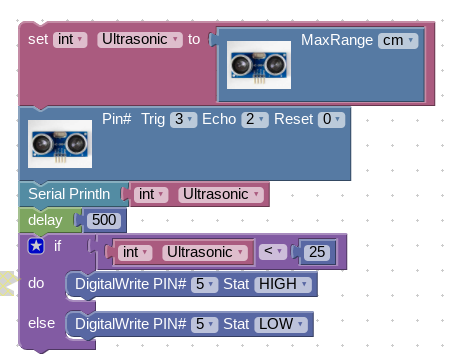 set int Ultrasonic to MaxRange cm
Pin# Trig 3 Echo 2 Reset 0
Serial Println int Ultrasonic
delay 500
if int Ultrasonic < 25
do DigitalWrite PIN# 5 Stat HIGH
else DigitalWrite PIN# 5 Stat LOW